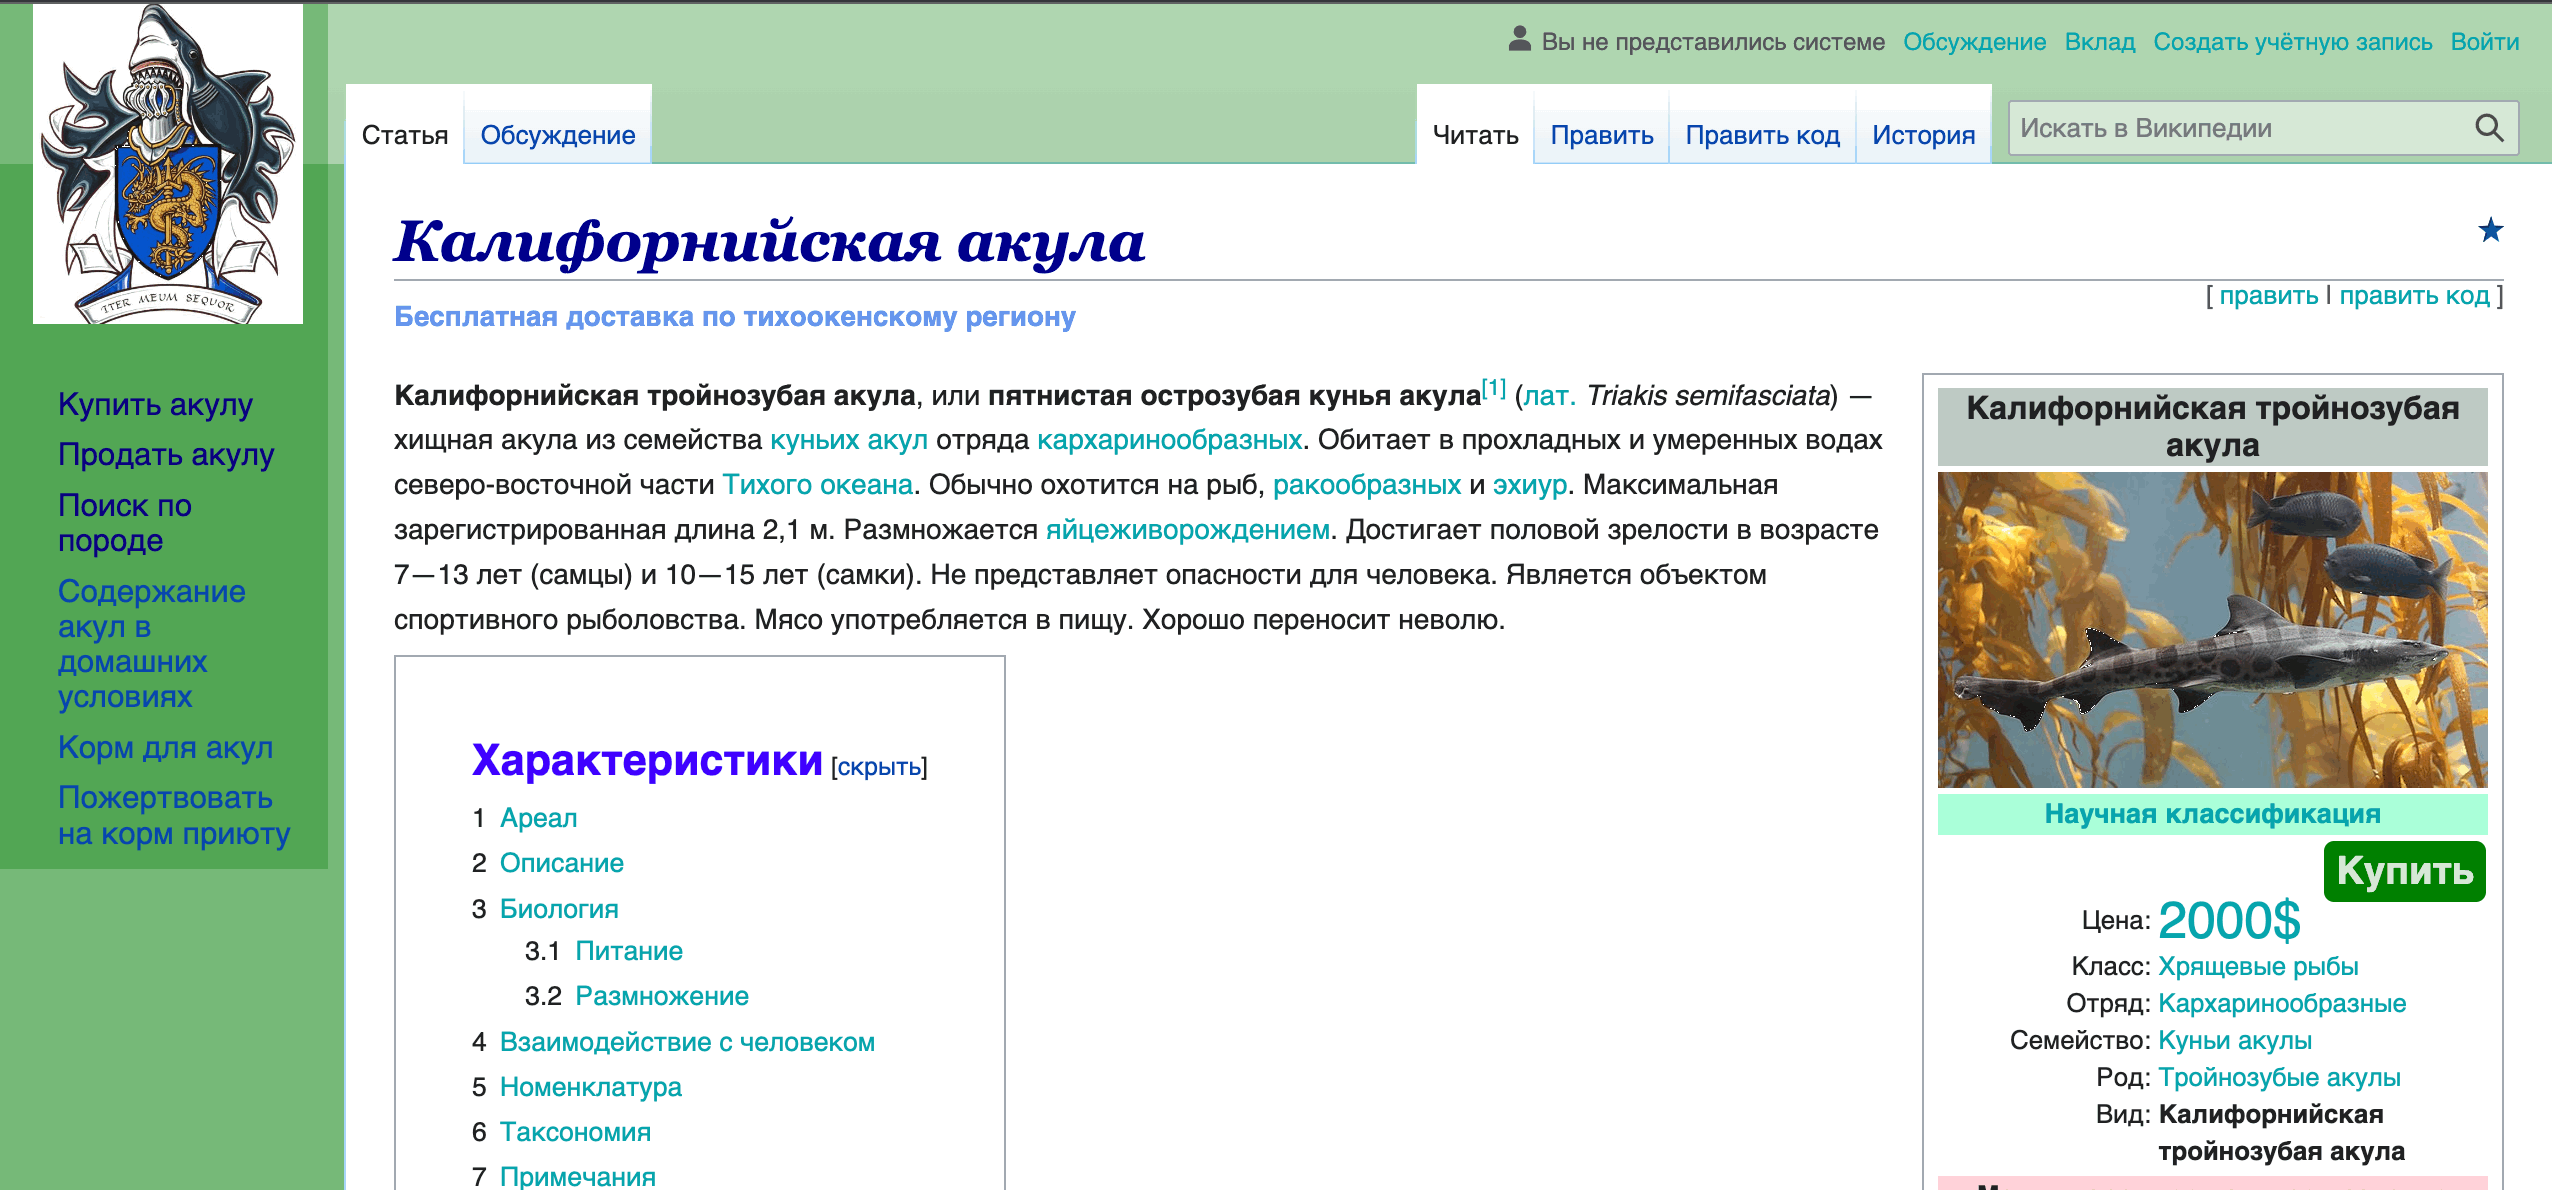 Вы не представились системе Обсуждение Вклад Создать учётную запись Войти
Статья Обсуждение Читать Править Править код История Искать в Википедии
ITER MEUM SEQUOR
Купить акулу
Продать акулу
Поиск по
породе
Содержание
акул в
домашних
условиях
Корм для акул
Пожертвовать
на корм приюту
Калифорнийская акула
[ править | править код ]
Бесплатная доставка по тихоокенскому региону
Калифорнийская тройнозубая акула, или пятнистая острозубая кунья акула[1] (лат. Triakis semifasciata) —
хищная акула из семейства куньих акул отряда кархаринообразных. Обитает в прохладных и умеренных водах
северо-восточной части Тихого океана. Обычно охотится на рыб, ракообразных и эхиур. Максимальная
зарегистрированная длина 2,1 м. Размножается яйцеживорождением. Достигает половой зрелости в возрасте
7—13 лет (самцы) и 10—15 лет (самки). Не представляет опасности для человека. Является объектом
спортивного рыболовства. Мясо употребляется в пищу. Хорошо переносит неволю.
Характеристики [скрыть]
1 Ареал
2 Описание
3 Биология
3.1 Питание
3.2 Размножение
4 Взаимодействие с человеком
5 Номенклатура
6 Таксономия
7 Примечания
Калифорнийская тройнозубая
акула
Научная классификация
Купить
Цена: 2000$
Класс: Хрящевые рыбы
Отряд: Кархаринообразные
Семейство: Куньи акулы
Род: Тройнозубые акулы
Вид: Калифорнийская
тройнозубая акула